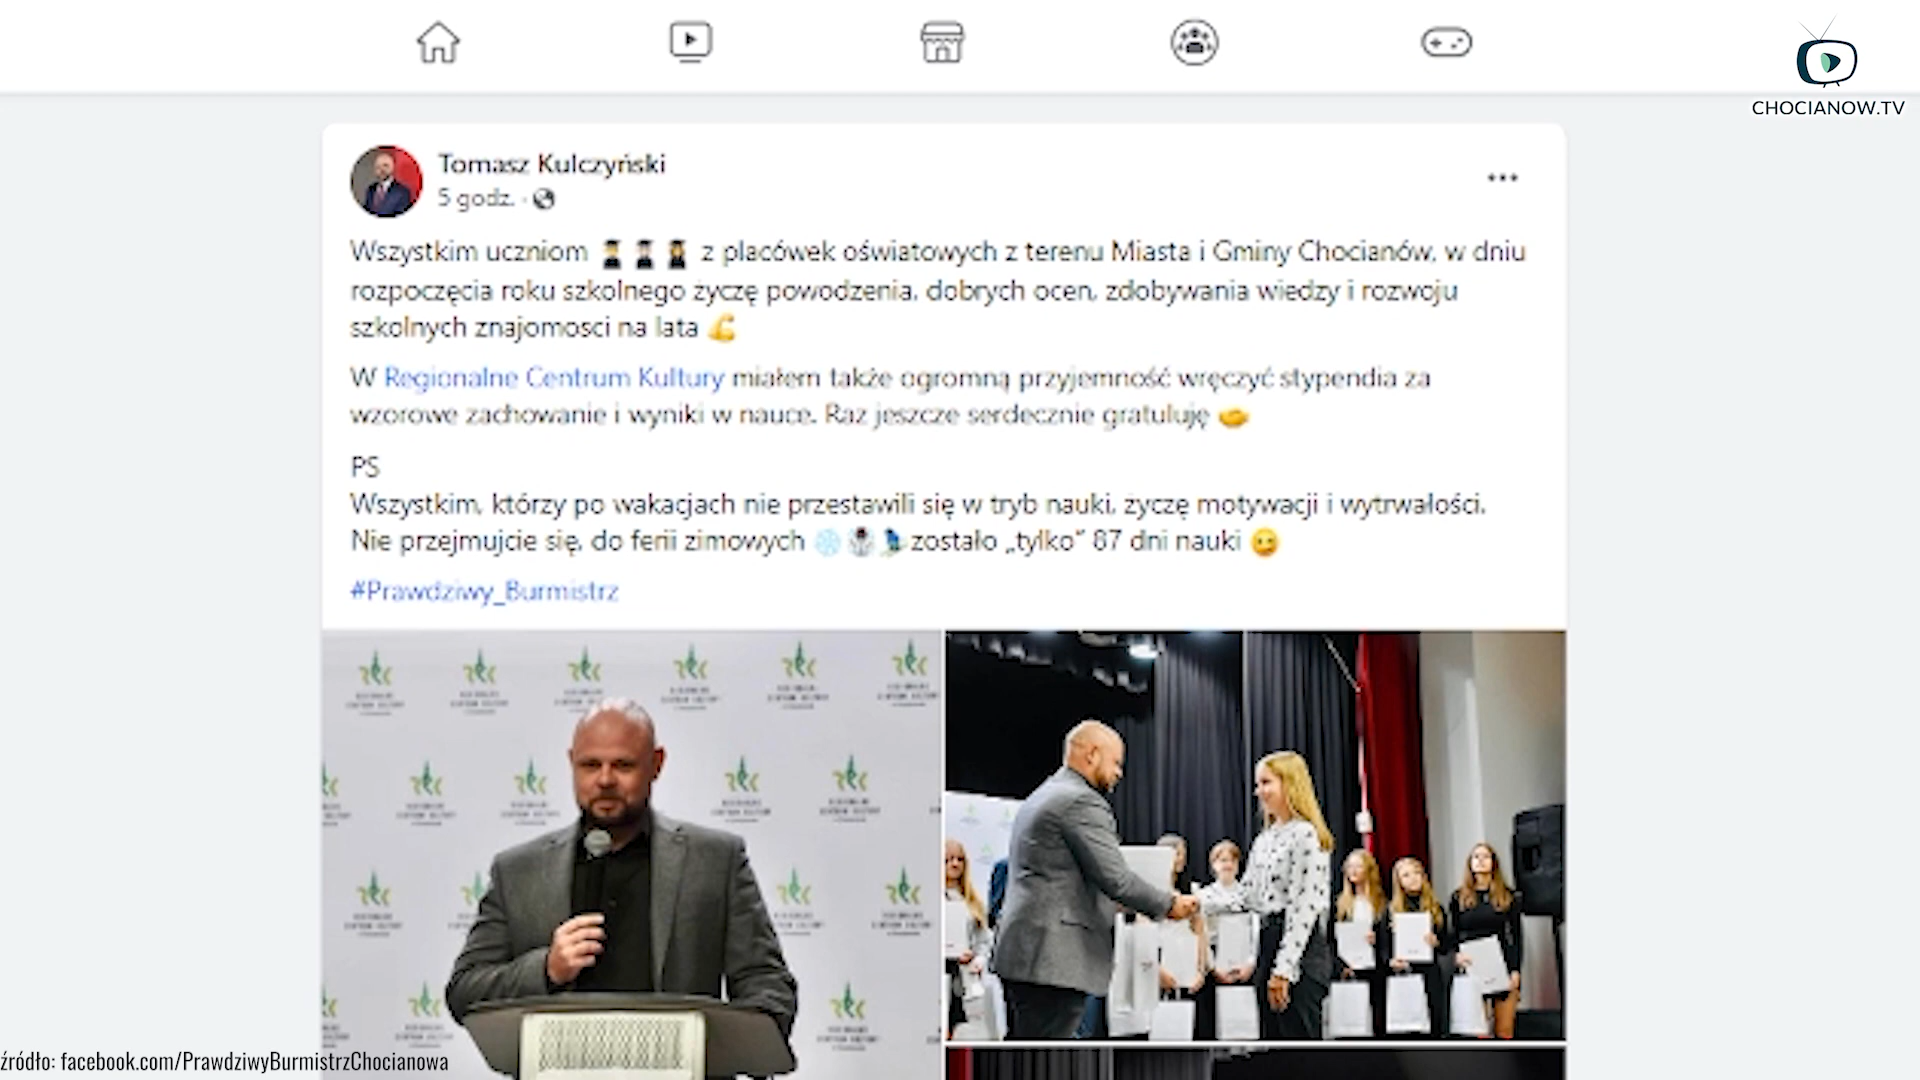 CHOCIANOW.TV
Tomasz Kulczyński
5 godz. ·
Wszystkim uczniom z placówek oświatowych z terenu Miasta i Gminy Chocianów, w dniu
rozpoczęcia roku szkolnego życzę powodzenia, dobrych ocen, zdobywania wiedzy i rozwoju
szkolnych znajomosci na lata
W Regionalne Centrum Kultury miałem także ogromną przyjemność wręczyć stypendia za
wzorowe zachowanie i wyniki w nauce. Raz jeszcze serdecznie gratuluję
PS
Wszystkim, którzy po wakacjach nie przestawili się w tryb nauki, życzę motywacji i wytrwałości.
Nie przejmujcie się, do ferii zimowych zostało „tylko” 87 dni nauki
#Prawdziwy_Burmistrz
źródło: facebook.com/PrawdziwyBurmistrzChocianowa